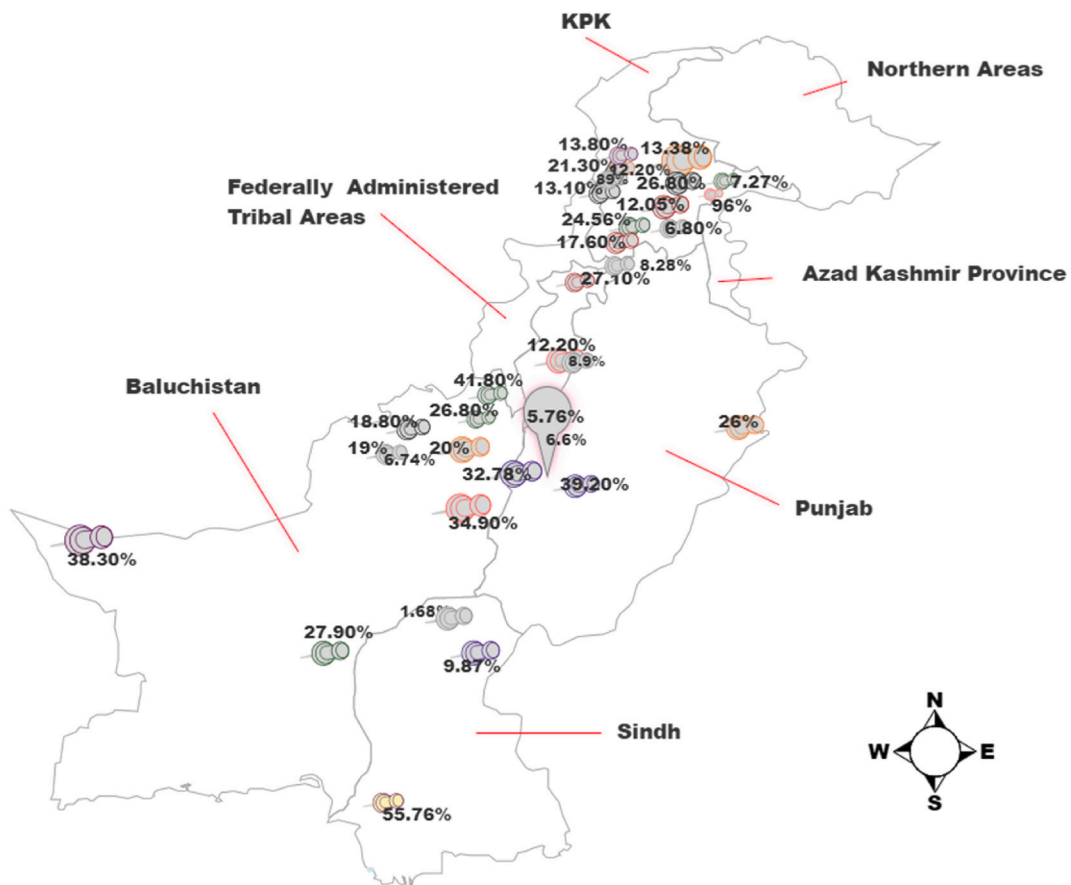 KPK
Northern Areas
13.80%
13.38%
21.30%
12.20%
89%
26.80%
7.27%
13.10%
96%
12.05%
Federally Administered
Tribal Areas
24.56%
6.80%
17.60%
8.28%
27.10%
Azad Kashmir Province
12.20%
8.9%
Baluchistan
41.80%
26.80%
5.76%
18.80%
26%
6.6%
19%
20%
6.74%
32.78%
39.20%
Punjab
34.90%
38.30%
1.68%
27.90%
9.87%
Sindh
N
W
E
S
55.76%